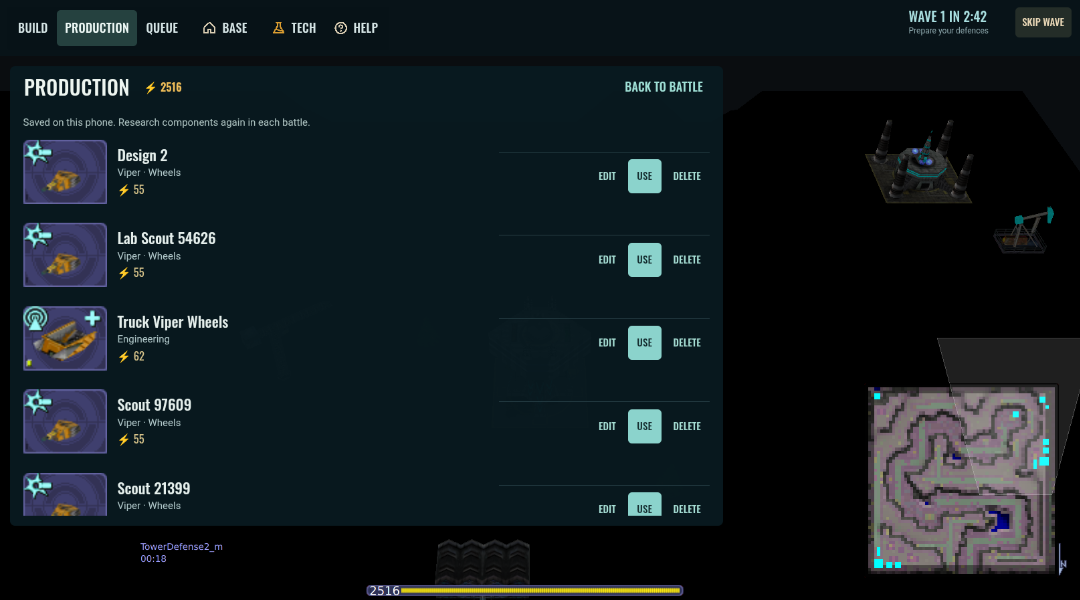 BUILD PRODUCTION QUEUE BASE TECH HELP
WAVE 1 IN 2:42
Prepare your defences
SKIP WAVE
PRODUCTION 2516
BACK TO BATTLE
Saved on this phone. Research components again in each battle.
Design 2
Viper · Wheels
55
EDIT USE DELETE
Lab Scout 54626
Viper · Wheels
55
EDIT USE DELETE
Truck Viper Wheels
Engineering
62
EDIT USE DELETE
Scout 97609
Viper · Wheels
55
EDIT USE DELETE
Scout 21399
Viper · Wheels
EDIT USE DELETE
TowerDefense2_m
00:18
2516
N